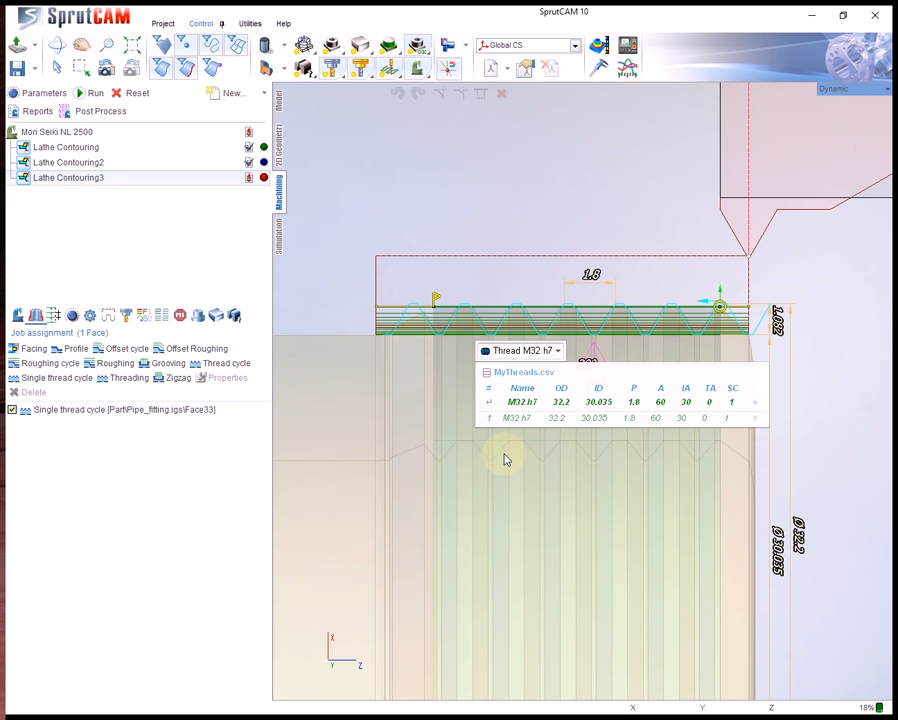 SprutCAM
SprutCAM 10
Project Control Utilities Help
Global CS
Parameters Run Reset New...
Dynamic
Reports Post Process
Model
2D Geometry
Machining
Simulation
Mori Seiki NL 2500
Lathe Contouring
Lathe Contouring2
Lathe Contouring3
Job assignment (1 Face)
Facing Profile Offset cycle Offset Roughing
Roughing cycle Roughing Grooving Thread cycle
Single thread cycle Threading Zigzag Properties
Delete
Single thread cycle [Part\Pipe_fitting.igs\Face33]
1.8
1.082
Thread M32 h7
MyThreads.csv
# Name OD ID P A IA TA SC
M32 h7 32.2 30.035 1.8 60 30 0 1
1 M32 h7 32.2 30.035 1.8 60 30 0 1
Ø 32.2
Ø 30.035
X
Y Z
X Y Z 18%